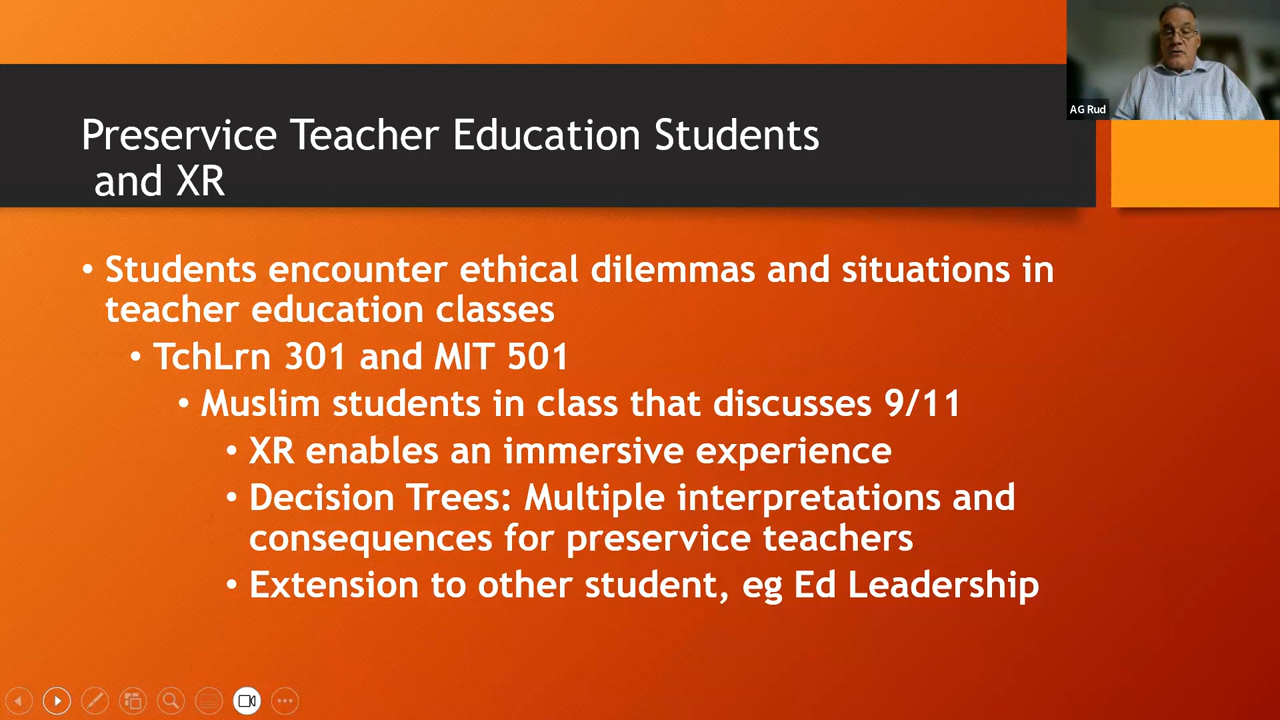 AG Rud
Preservice Teacher Education Students
and XR
• Students encounter ethical dilemmas and situations in
teacher education classes
• TchLrn 301 and MIT 501
• Muslim students in class that discusses 9/11
• XR enables an immersive experience
• Decision Trees: Multiple interpretations and
consequences for preservice teachers
• Extension to other student, eg Ed Leadership